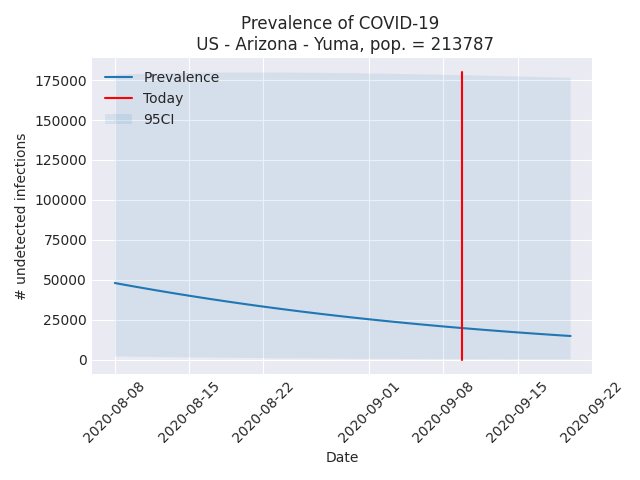 Prevalence of COVID-19
US - Arizona - Yuma, pop. = 213787
Prevalence
Today
95CI
175000
150000
125000
100000
75000
50000
25000
0
# undetected infections
2020-08-08
2020-08-15
2020-08-22
2020-09-01
2020-09-08
2020-09-15
2020-09-22
Date